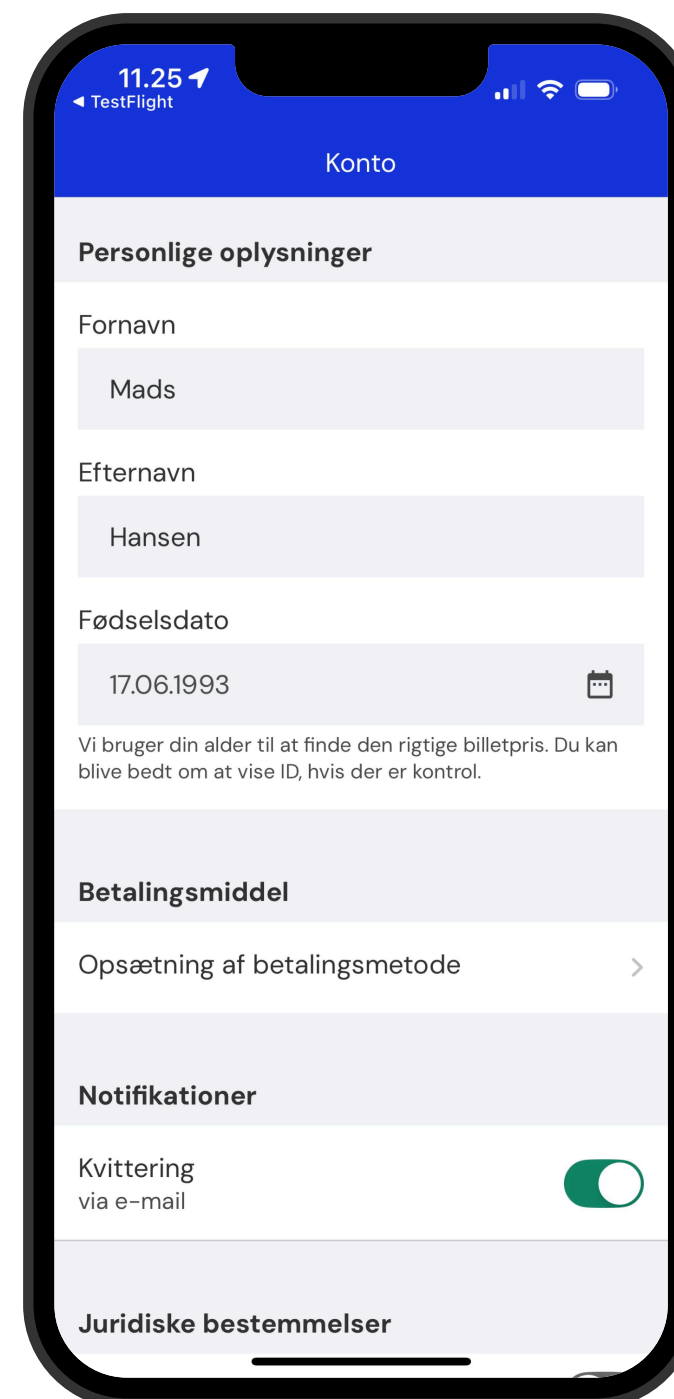 11.25
◀ TestFlight
Konto
Personlige oplysninger
Fornavn
Mads
Efternavn
Hansen
Fødselsdato
17.06.1993
Vi bruger din alder til at finde den rigtige billetpris. Du kan
blive bedt om at vise ID, hvis der er kontrol.
Betalingsmiddel
Opsætning af betalingsmetode
Notifikationer
Kvittering
via e-mail
Juridiske bestemmelser